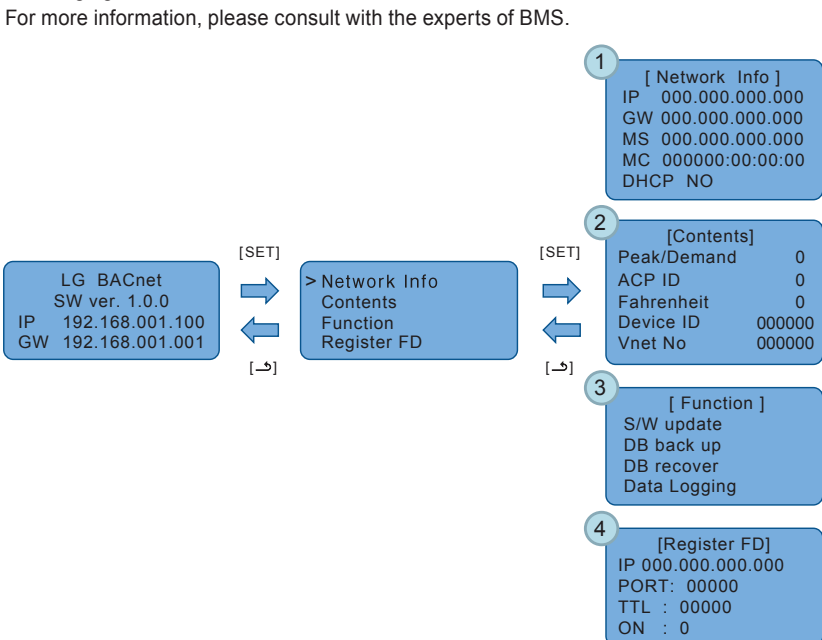 For more information, please consult with the experts of BMS.
LG BACnet
SW ver. 1.0.0
IP 192.168.001.100
GW 192.168.001.001
[SET]
[⮍]
> Network Info
Contents
Function
Register FD
[SET]
[⮍]
1
[ Network Info ]
IP 000.000.000.000
GW 000.000.000.000
MS 000.000.000.000
MC 000000:00:00:00
DHCP NO
2
[Contents]
Peak/Demand 0
ACP ID 0
Fahrenheit 0
Device ID 000000
Vnet No 000000
3
[ Function ]
S/W update
DB back up
DB recover
Data Logging
4
[Register FD]
IP 000.000.000.000
PORT: 00000
TTL : 00000
ON : 0